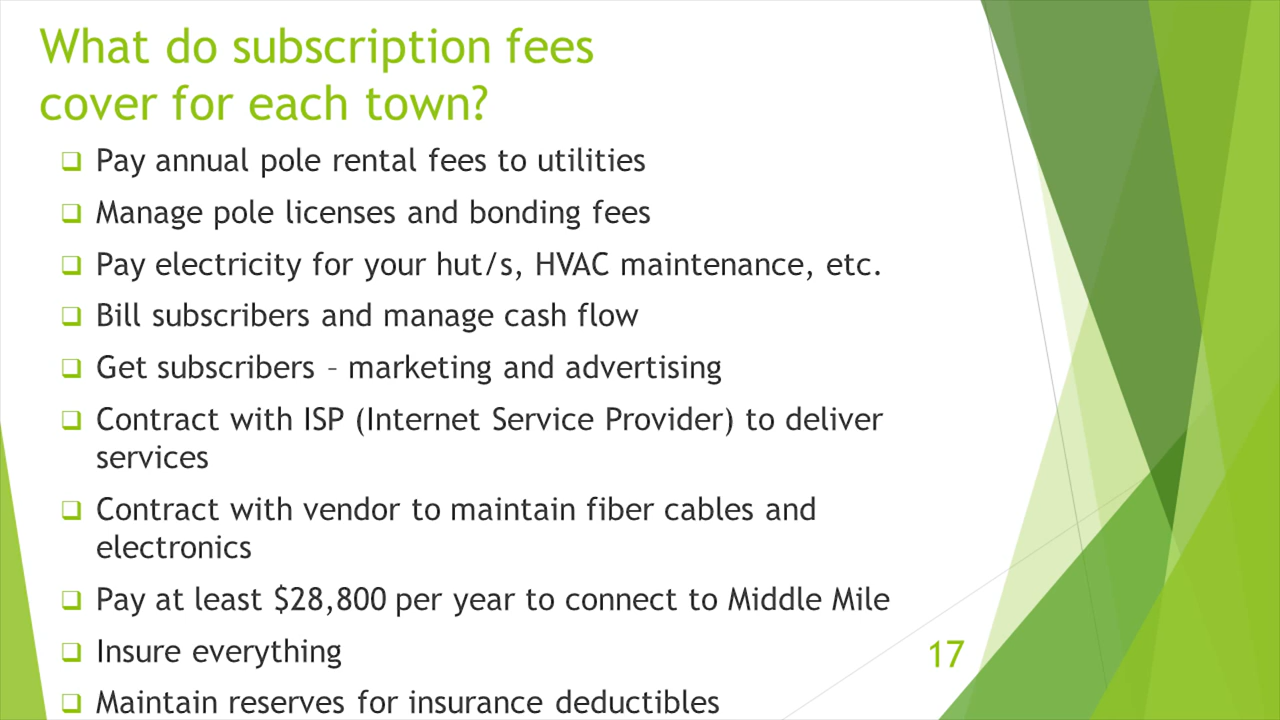 What do subscription fees
cover for each town?
Pay annual pole rental fees to utilities
Manage pole licenses and bonding fees
Pay electricity for your hut/s, HVAC maintenance, etc.
Bill subscribers and manage cash flow
Get subscribers – marketing and advertising
Contract with ISP (Internet Service Provider) to deliver
services
Contract with vendor to maintain fiber cables and
electronics
Pay at least $28,800 per year to connect to Middle Mile
Insure everything
17
Maintain reserves for insurance deductibles